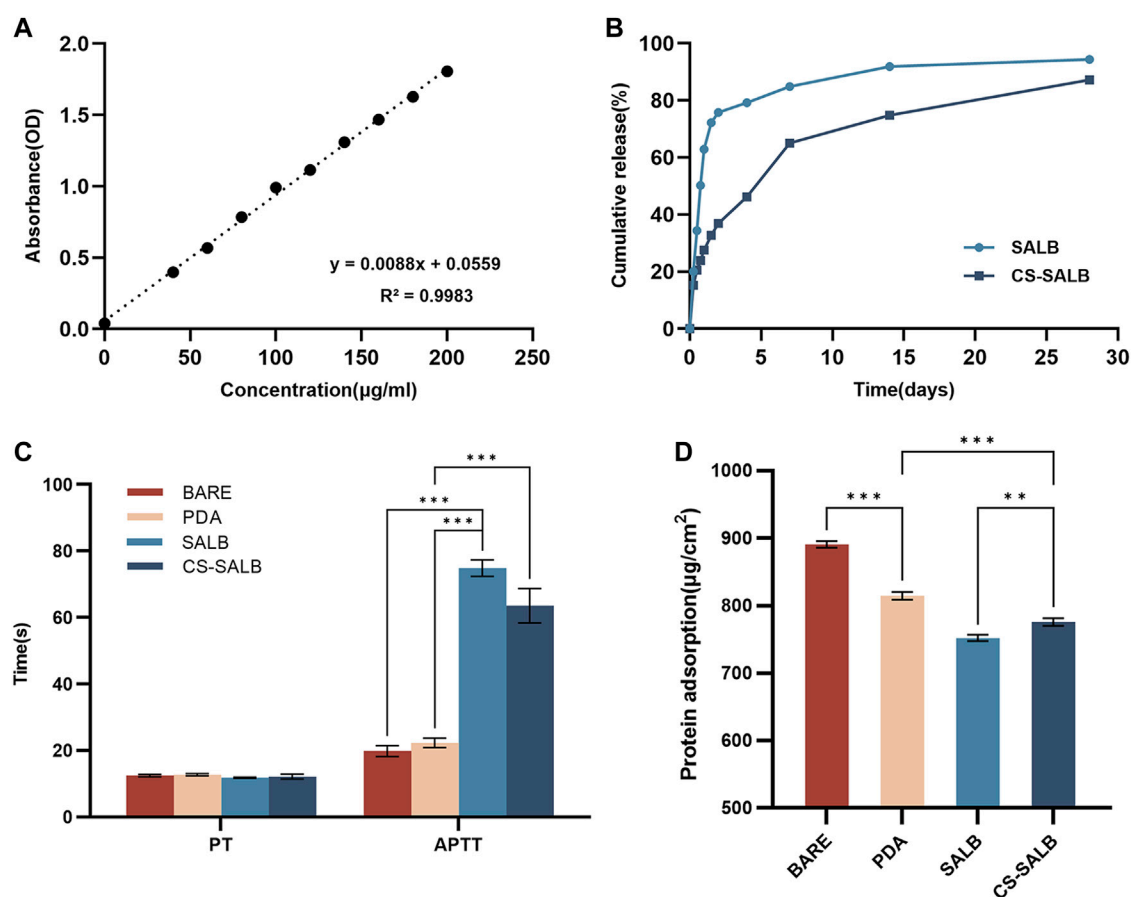 A
2.0
1.5
1.0
0.5
0.0
Absorbance(OD)
y = 0.0088x + 0.0559
R² = 0.9983
0 50 100 150 200 250
Concentration(µg/ml)
B
100
80
60
40
20
0
Cumulative release(%)
SALB
CS-SALB
0 5 10 15 20 25 30
Time(days)
C
100
80
60
40
20
0
Time(s)
BARE
PDA
SALB
CS-SALB
***
***
***
PT APTT
D
1000
900
800
700
600
500
Protein adsorption(µg/cm²)
***
***
**
BARE PDA SALB CS-SALB